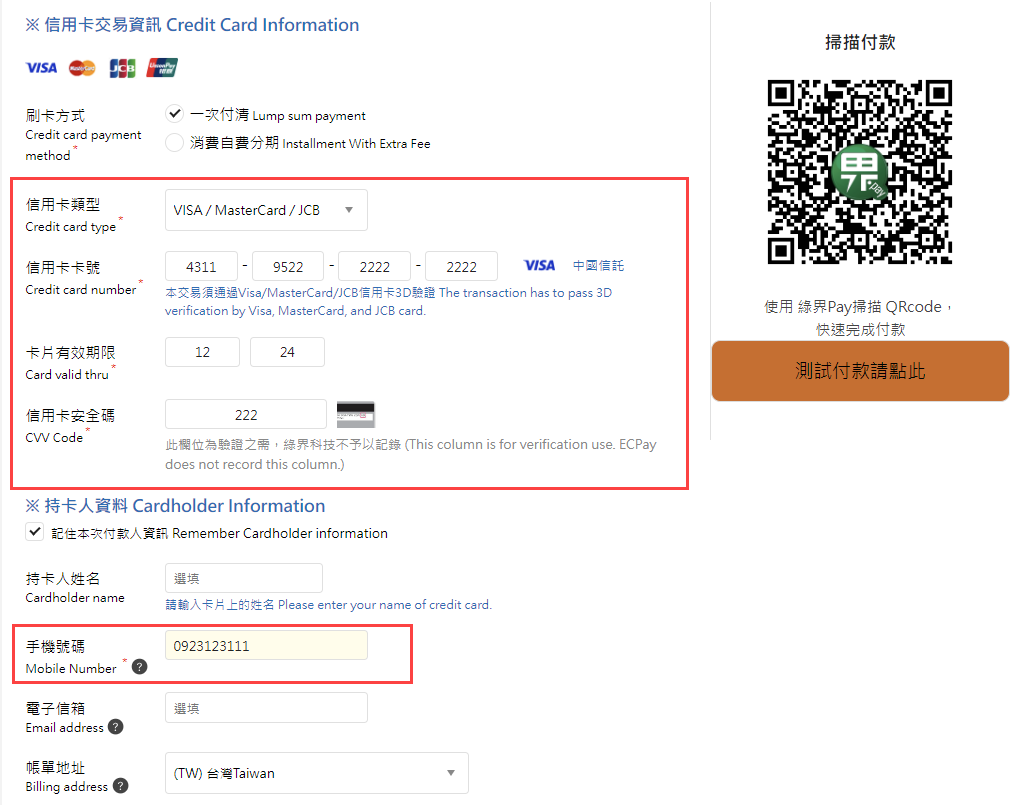 ※ 信用卡交易資訊 Credit Card Information
VISA MasterCard JCB UnionPay 銀聯
刷卡方式
Credit card payment
method *
一次付清 Lump sum payment
消費自費分期 Installment With Extra Fee
信用卡類型
Credit card type *
VISA / MasterCard / JCB
信用卡卡號
Credit card number *
4311 - 9522 - 2222 - 2222 VISA 中國信託
本交易須通過Visa/MasterCard/JCB信用卡3D驗證 The transaction has to pass 3D
verification by Visa, MasterCard, and JCB card.
卡片有效期限
Card valid thru *
12 24
信用卡安全碼
CVV Code *
222
此欄位為驗證之需，綠界科技不予以記錄 (This column is for verification use. ECPay
does not record this column.)
※ 持卡人資料 Cardholder Information
記住本次付款人資訊 Remember Cardholder information
持卡人姓名
Cardholder name
選填
請輸入卡片上的姓名 Please enter your name of credit card.
手機號碼
Mobile Number * ?
0923123111
電子信箱
Email address ?
選填
帳單地址
Billing address ?
(TW) 台灣Taiwan
掃描付款
界 pay
使用 綠界Pay掃描 QRcode，
快速完成付款
測試付款請點此